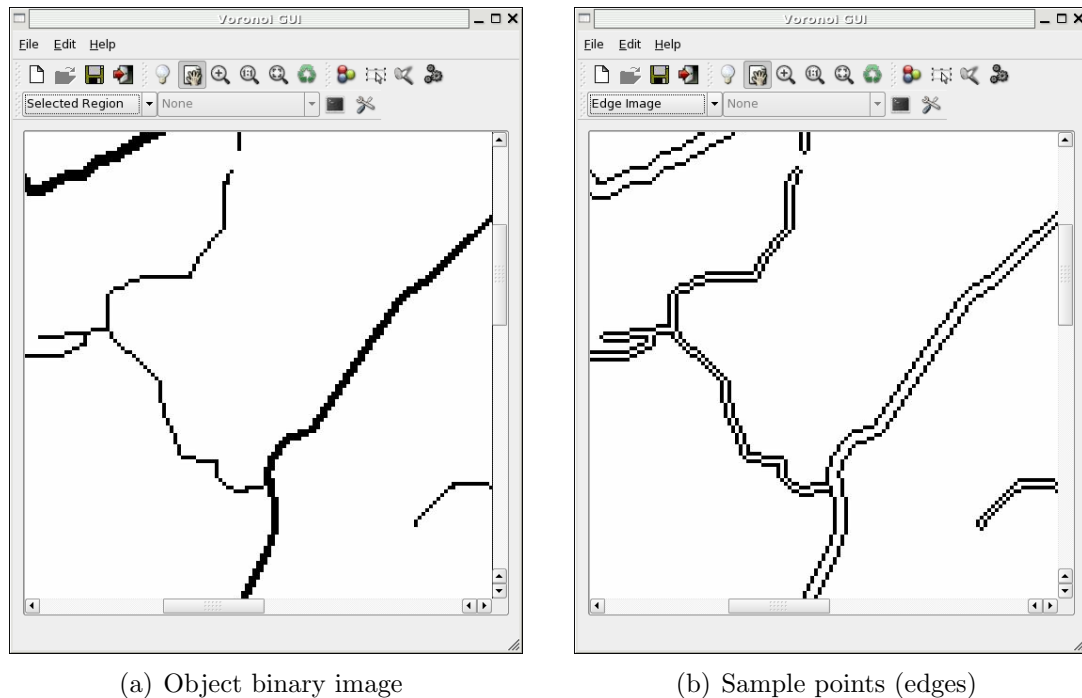 Voronoi GUI
File Edit Help
Selected Region
None
Voronoi GUI
File Edit Help
Edge Image
None
(a) Object binary image
(b) Sample points (edges)